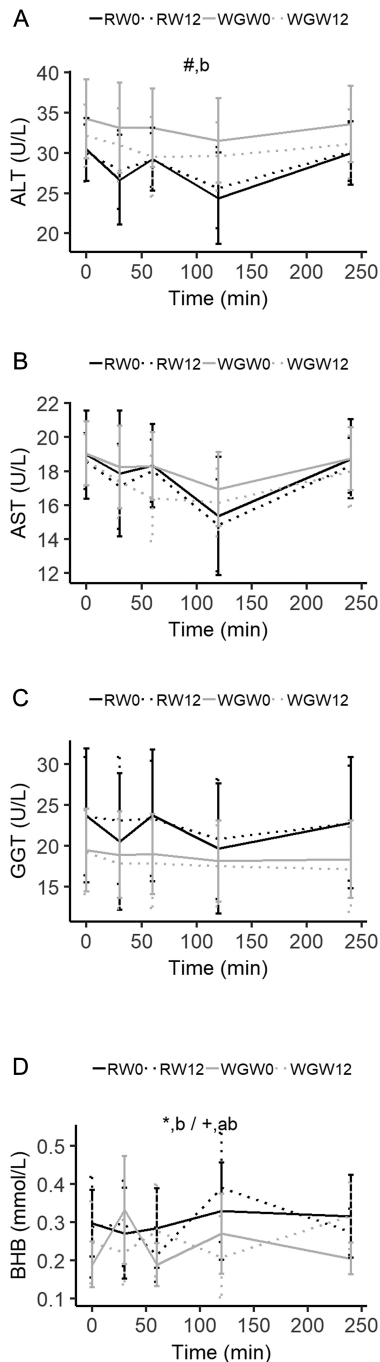 A
RW0 RW12 WGW0 WGW12
#,b
40
35
30
25
20
ALT (U/L)
0 50 100 150 200 250
Time (min)
B
RW0 RW12 WGW0 WGW12
22
20
18
16
14
12
AST (U/L)
0 50 100 150 200 250
Time (min)
C
RW0 RW12 WGW0 WGW12
30
25
20
15
GGT (U/L)
0 50 100 150 200 250
Time (min)
D
RW0 RW12 WGW0 WGW12
*,b / +,ab
0.5
0.4
0.3
0.2
0.1
BHB (mmol/L)
0 50 100 150 200 250
Time (min)